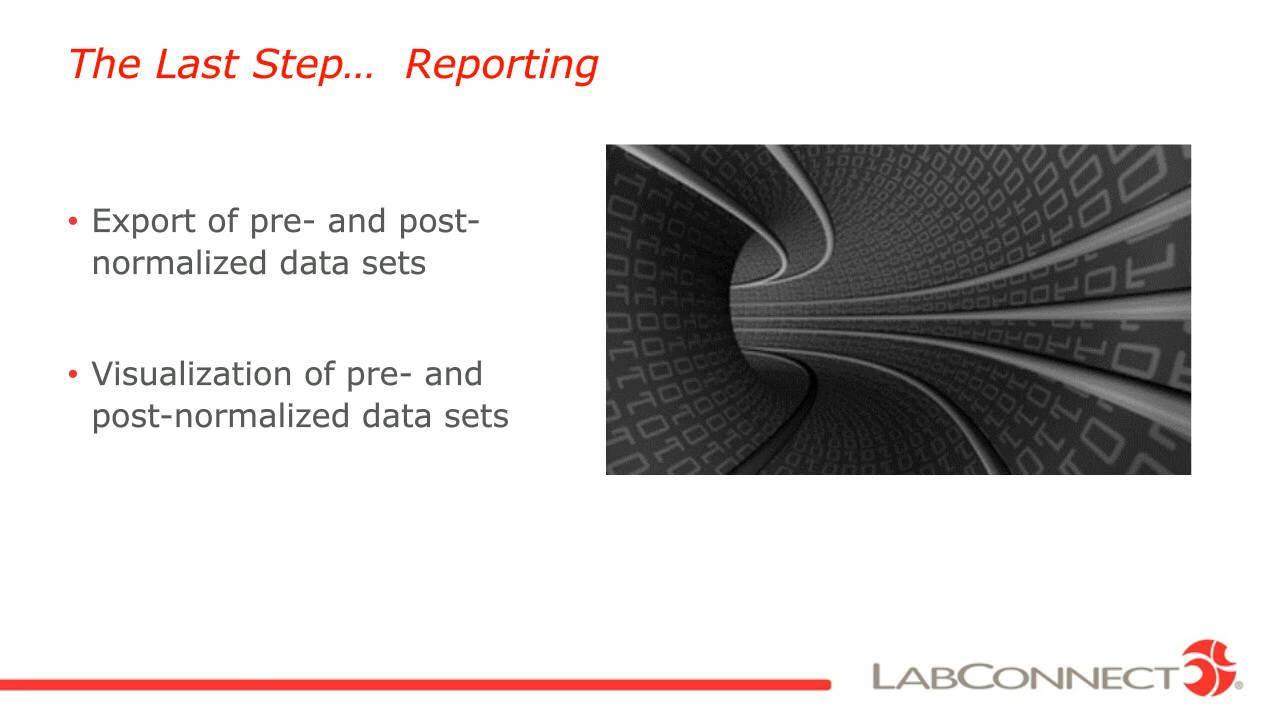 The Last Step…  Reporting
• Export of pre- and post-
normalized data sets
• Visualization of pre- and
post-normalized data sets
LABCONNECT®